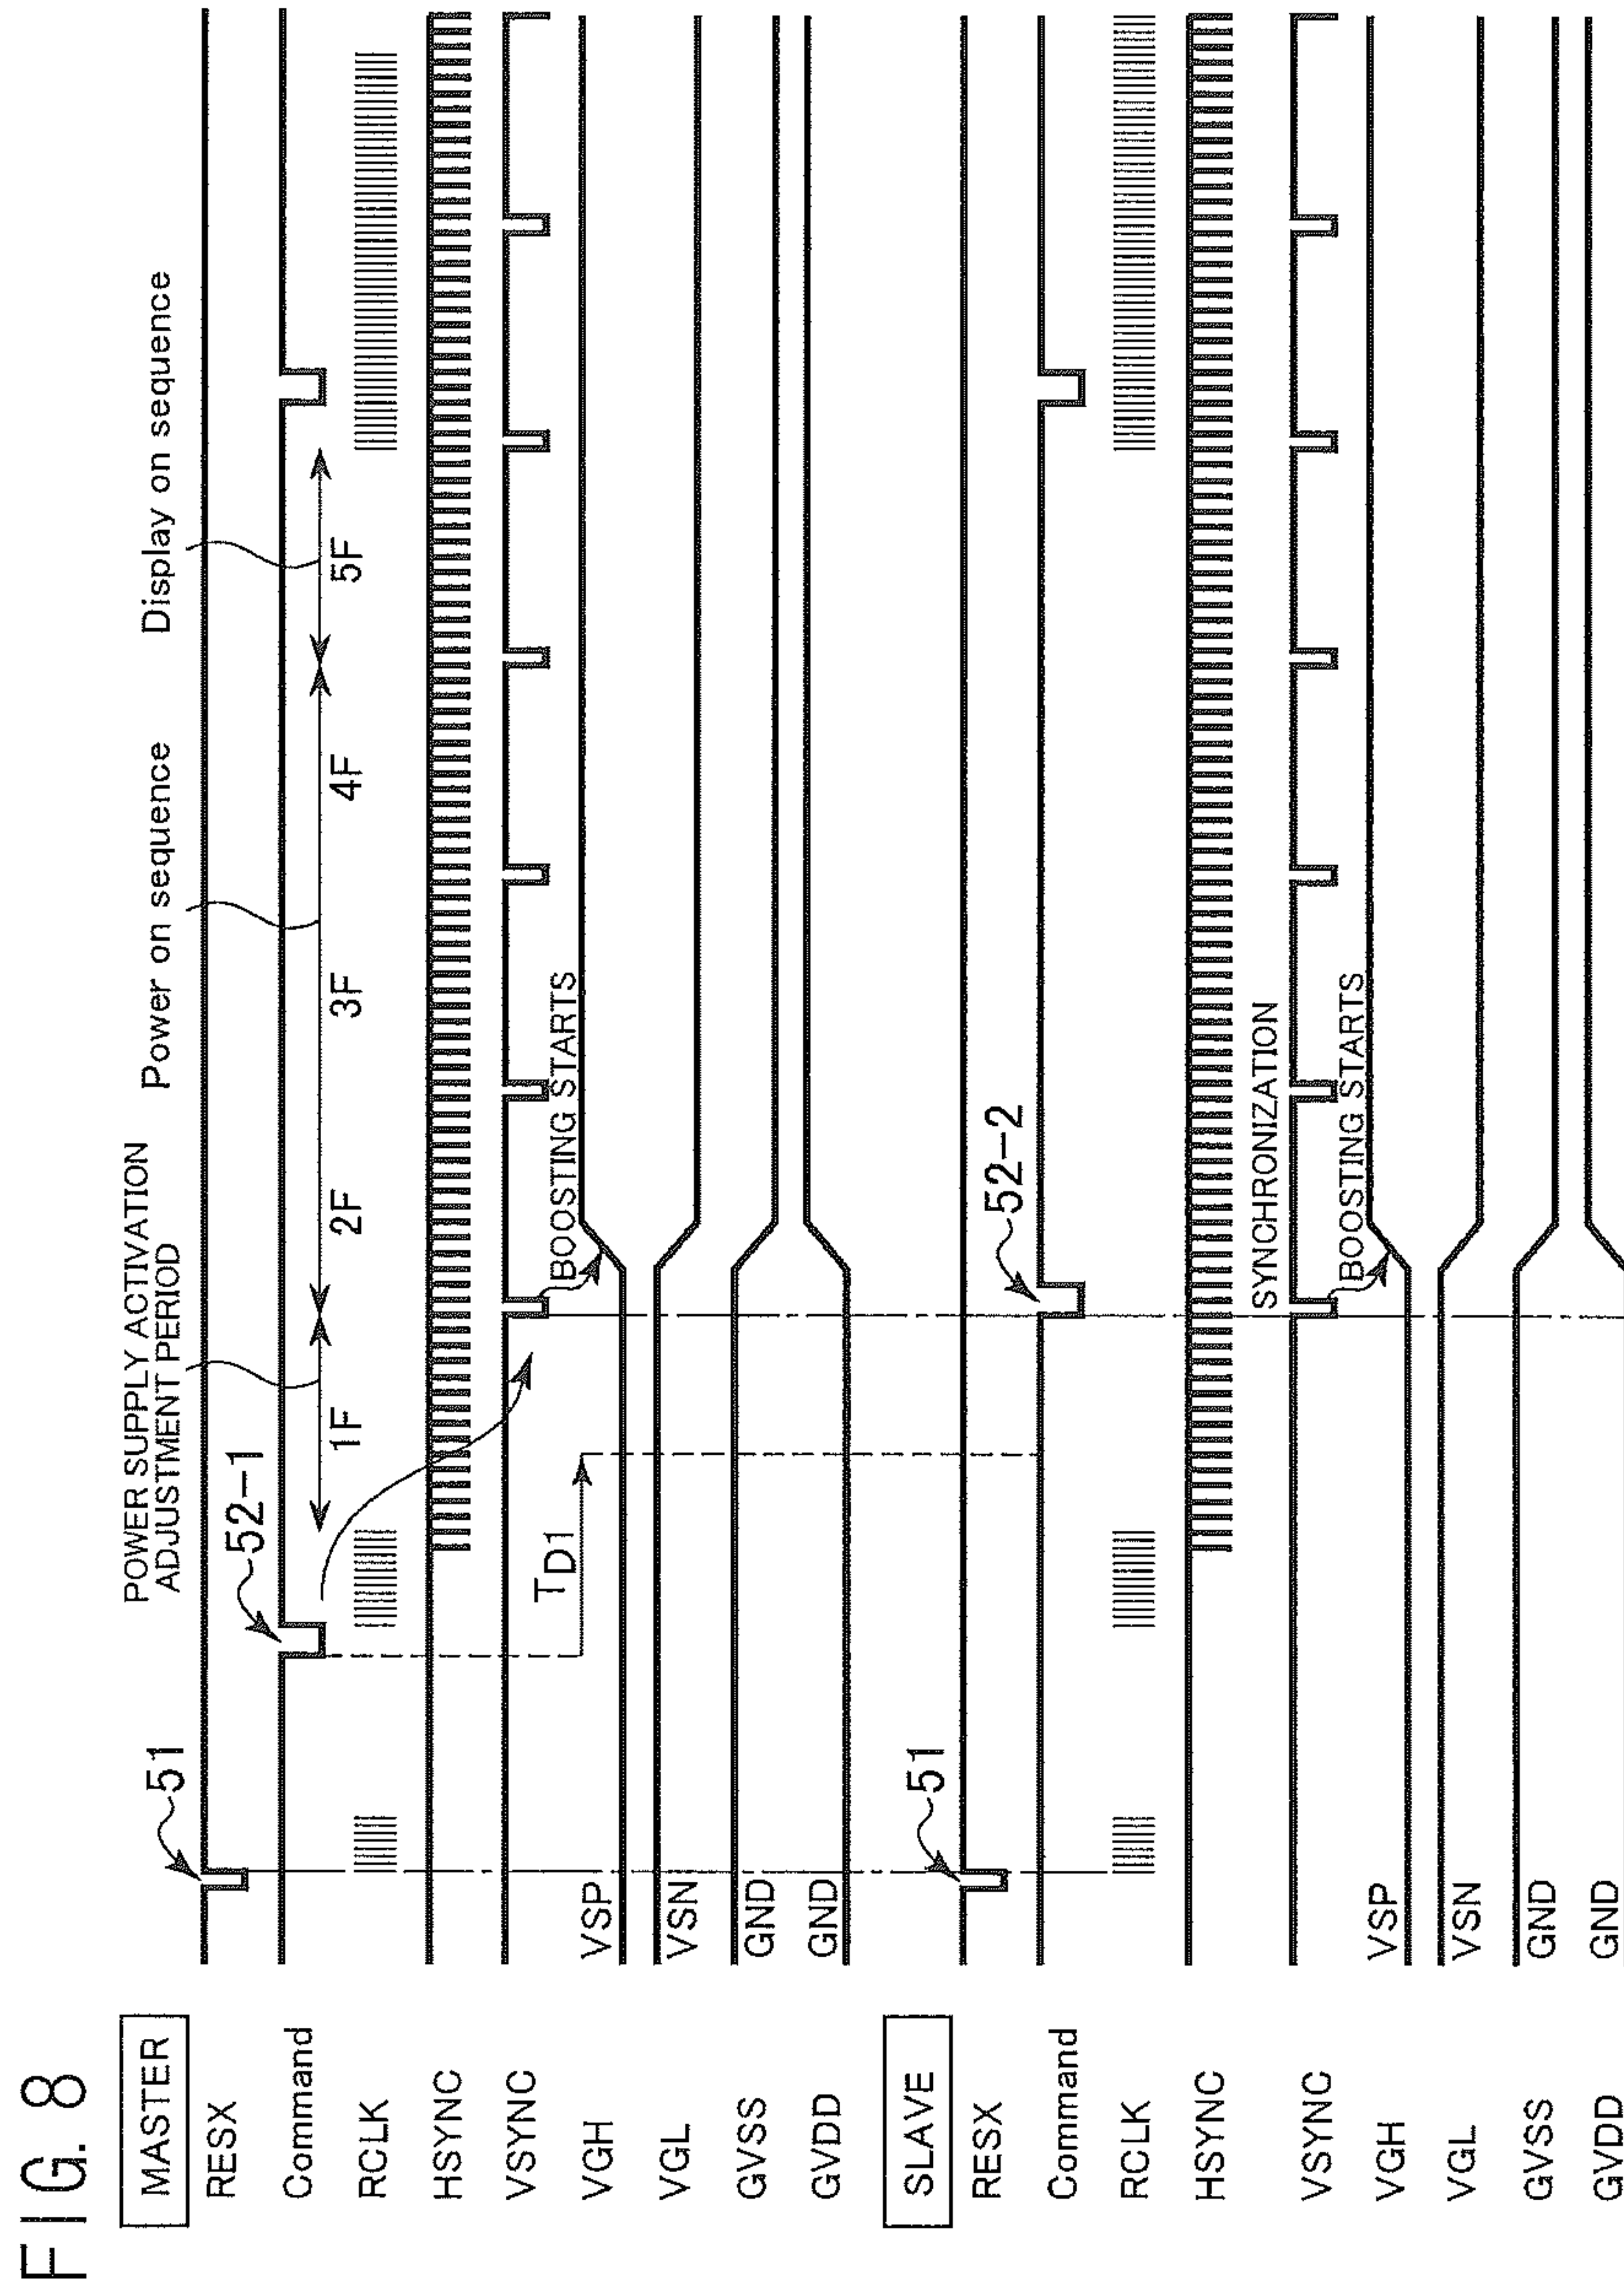 FIG. 8
MASTER
POWER SUPPLY ACTIVATION
ADJUSTMENT PERIOD
Power on sequence
Display on sequence
RESX
51
52-1
Command
1F
2F
3F
4F
5F
RCLK
HSYNC
VSYNC
TD1
BOOSTING STARTS
VGH
VSP
VGL
VSN
GVSS
GND
GVDD
GND
SLAVE
RESX
51
52-2
Command
RCLK
HSYNC
SYNCHRONIZATION
VSYNC
BOOSTING STARTS
VGH
VSP
VGL
VSN
GVSS
GND
GVDD
GND